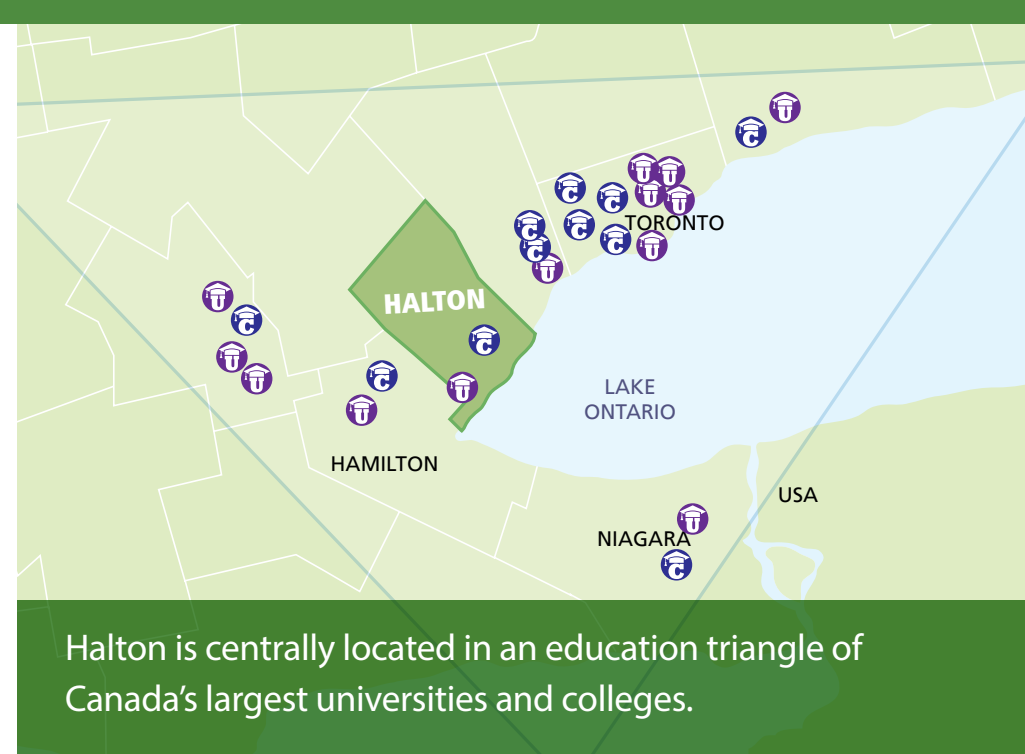 U
C
U
U
C
U
U
C
C
U
TORONTO
C
C
C
U
C
U
U
HALTON
C
U
C
U
C
U
U
LAKE
ONTARIO
U
HAMILTON
USA
U
NIAGARA
C
Halton is centrally located in an education triangle of
Canada's largest universities and colleges.